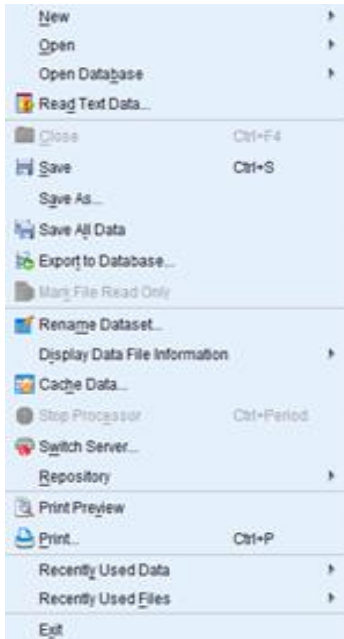 New
Open
Open Database
Read Text Data...
Close Ctrl+F4
Save Ctrl+S
Save As...
Save All Data
Export to Database...
Mark File Read Only
Rename Dataset...
Display Data File Information
Cache Data...
Stop Processor Ctrl+Period
Switch Server...
Repository
Print Preview
Print... Ctrl+P
Recently Used Data
Recently Used Files
Exit